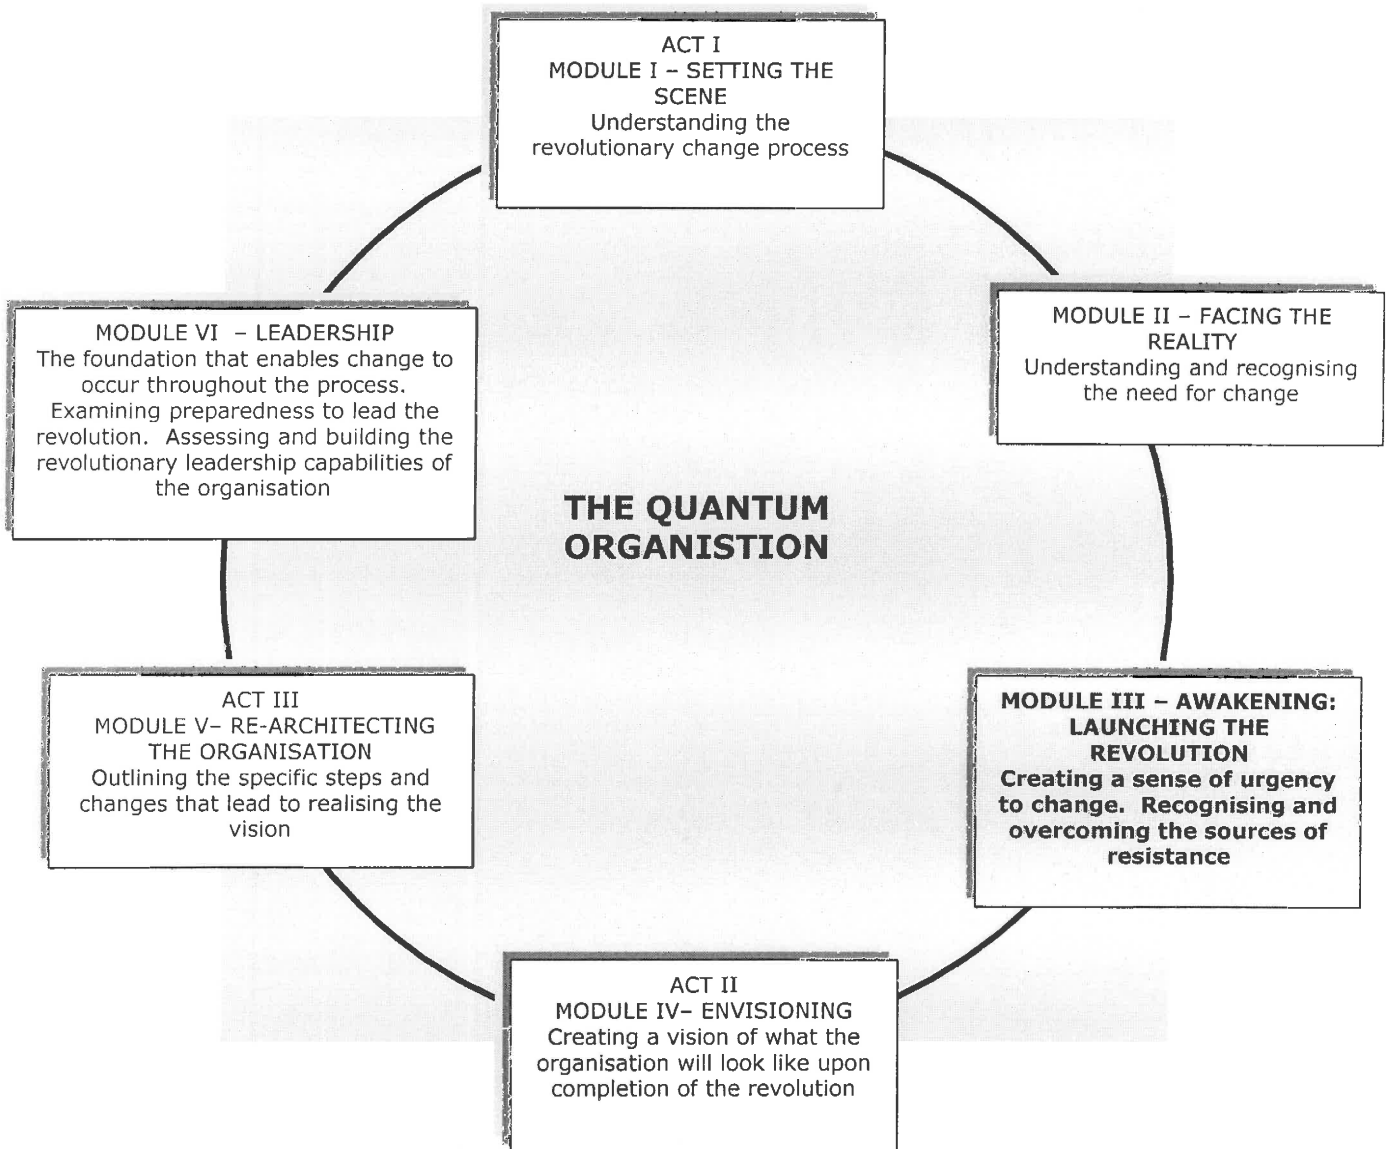 ACT I
MODULE I – SETTING THE
SCENE
Understanding the
revolutionary change process
MODULE II – FACING THE
REALITY
Understanding and recognising
the need for change
MODULE III – AWAKENING:
LAUNCHING THE
REVOLUTION
Creating a sense of urgency
to change.  Recognising and
overcoming the sources of
resistance
ACT II
MODULE IV– ENVISIONING
Creating a vision of what the
organisation will look like upon
completion of the revolution
ACT III
MODULE V– RE-ARCHITECTING
THE ORGANISATION
Outlining the specific steps and
changes that lead to realising the
vision
MODULE VI  – LEADERSHIP
The foundation that enables change to
occur throughout the process.
Examining preparedness to lead the
revolution.  Assessing and building the
revolutionary leadership capabilities of
the organisation
THE QUANTUM
ORGANISTION